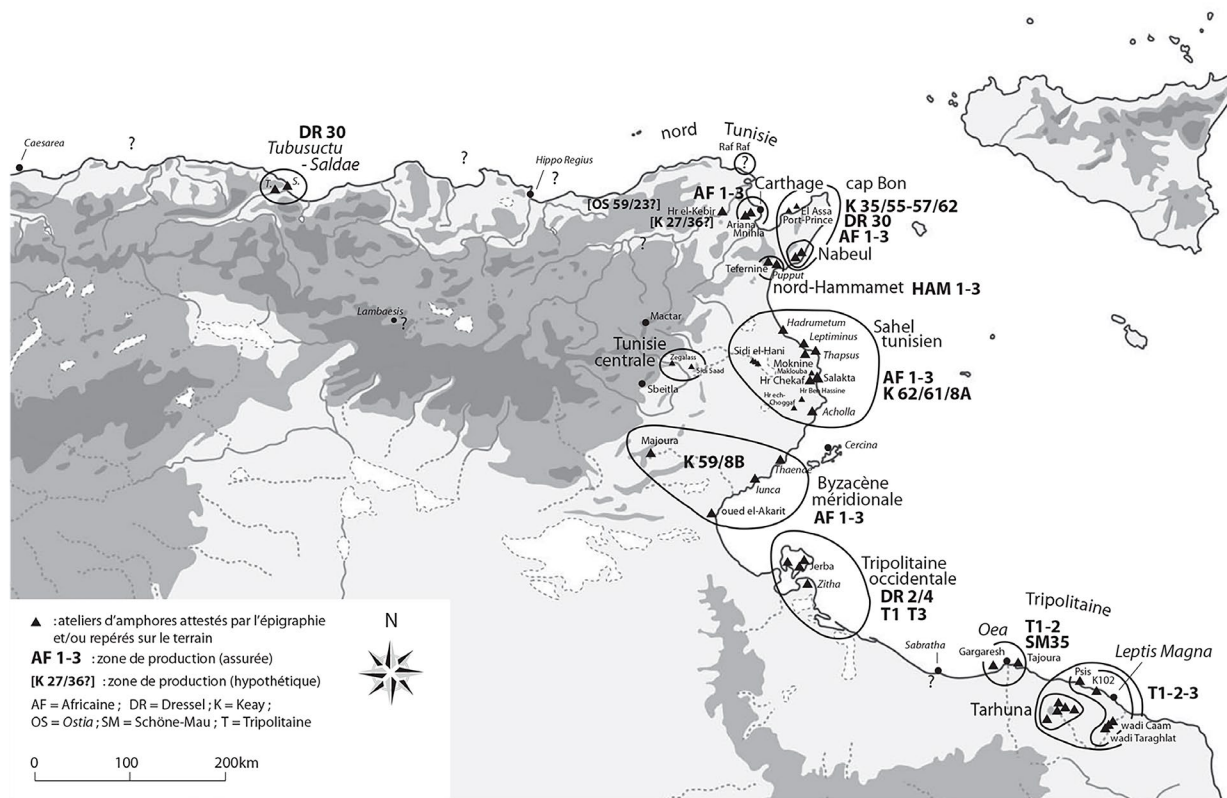 Caesarea
?
DR 30
Tubusuctu
- Saldae
T.
S.
?
Hippo Regius
?
nord
Tunisie
Raf Raf
?
AF 1-3
Carthage
[OS 59/23?]
Hr el-Kebir
[K 27/36?]
Ariana
Mnihla
?
cap Bon
K 35/55-57/62
DR 30
AF 1-3
El Assa
Port-Prince
Nabeul
Tefernine
Pupput
nord-Hammamet HAM 1-3
Lambaesis
?
Mactar
Tunisie
centrale
Zegalass
Sidi Saad
Sbeitla
Hadrumetum
Leptiminus
Thapsus
Sidi el-Hani
Moknine
Maklouba
Hr Chekaf
Salakta
Hr Ben Hassine
Hr ech-
Choggaf
Acholla
Sahel
tunisien
AF 1-3
K 62/61/8A
Majoura
K 59/8B
Cercina
Thaenae
Iunca
oued el-Akarit
Byzacène
méridionale
AF 1-3
Jerba
Zitha
Tripolitaine
occidentale
DR 2/4
T1 T3
Sabratha
?
Tripolitaine
Oea
T1-2
SM35
Gargaresh
Tajoura
Leptis Magna
Psis
K102
T1-2-3
Tarhuna
wadi Caam
wadi Taraghlat
▲ : ateliers d'amphores attestés par l'épigraphie
et/ou repérés sur le terrain
AF 1-3 : zone de production (assurée)
[K 27/36?] : zone de production (hypothétique)
AF = Africaine ; DR = Dressel ; K = Keay ;
OS = Ostia ; SM = Schöne-Mau ; T = Tripolitaine
0 100 200km
N